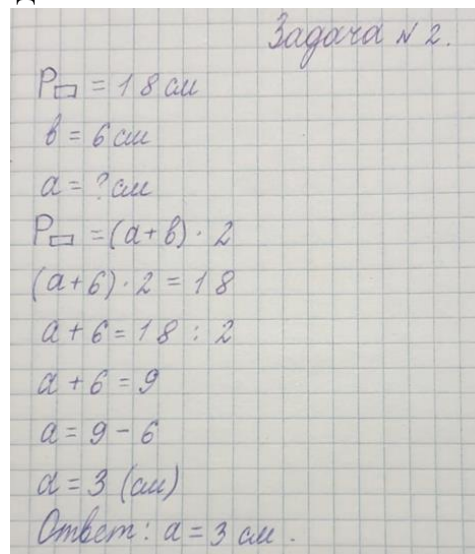 Задача № 2.
P▭ = 18 см
в = 6 см
а = ? см
P▭ = (а + в) · 2
(а + 6) · 2 = 18
а + 6 = 18 : 2
а + 6 = 9
а = 9 - 6
а = 3 (см)
Ответ: а = 3 см.